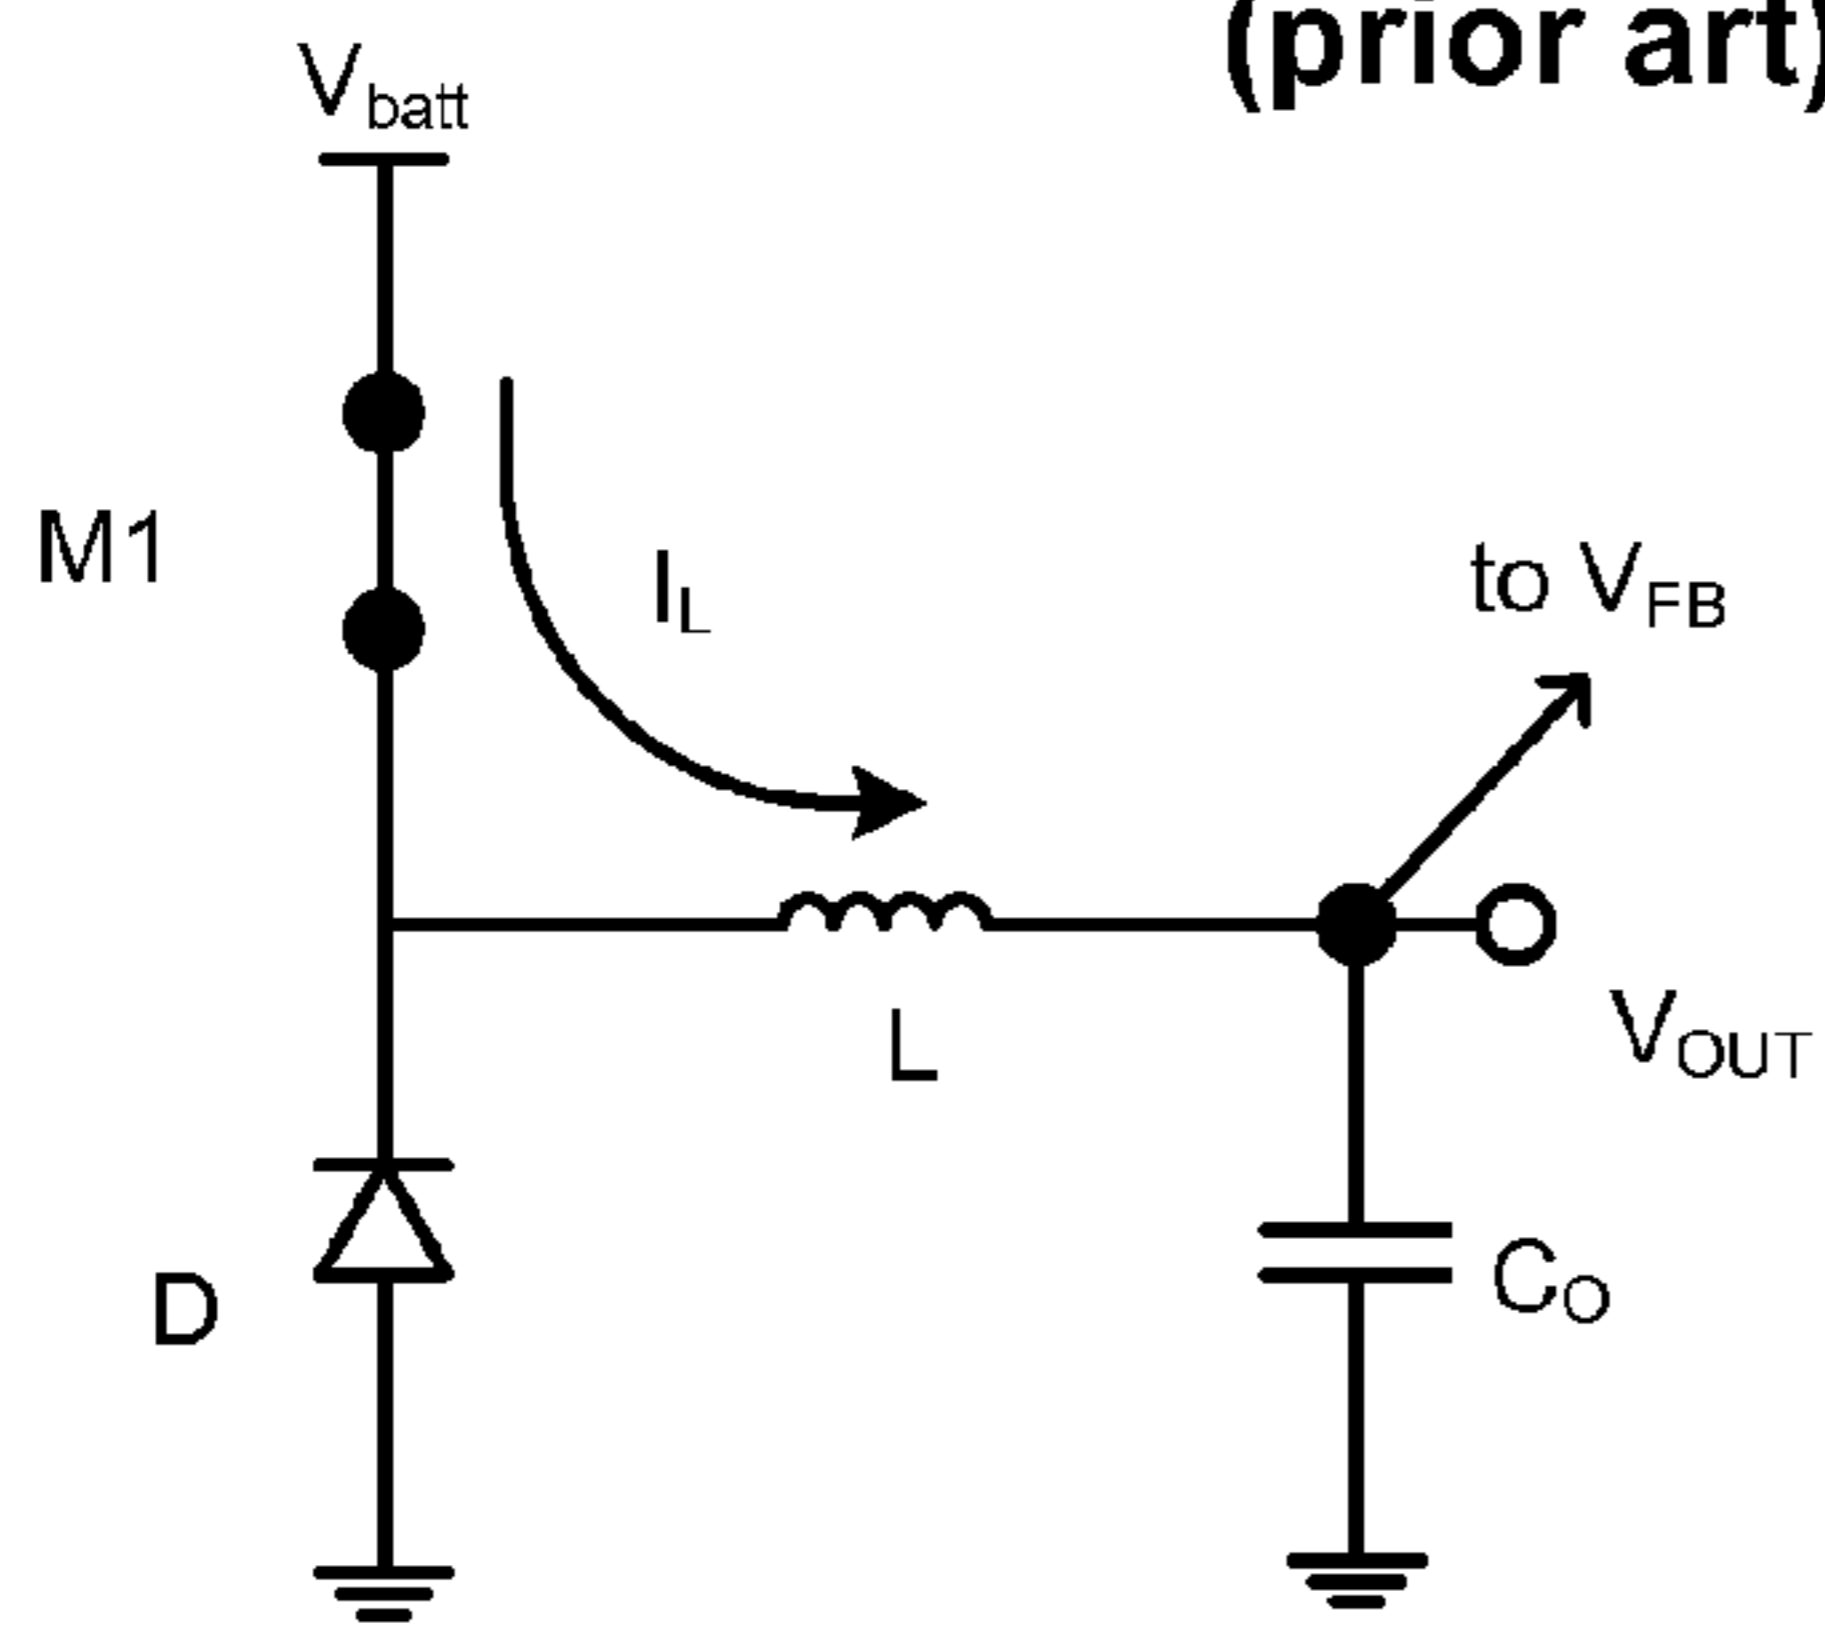 (prior art)
Vbatt
M1
IL
to VFB
L
VOUT
D
CO